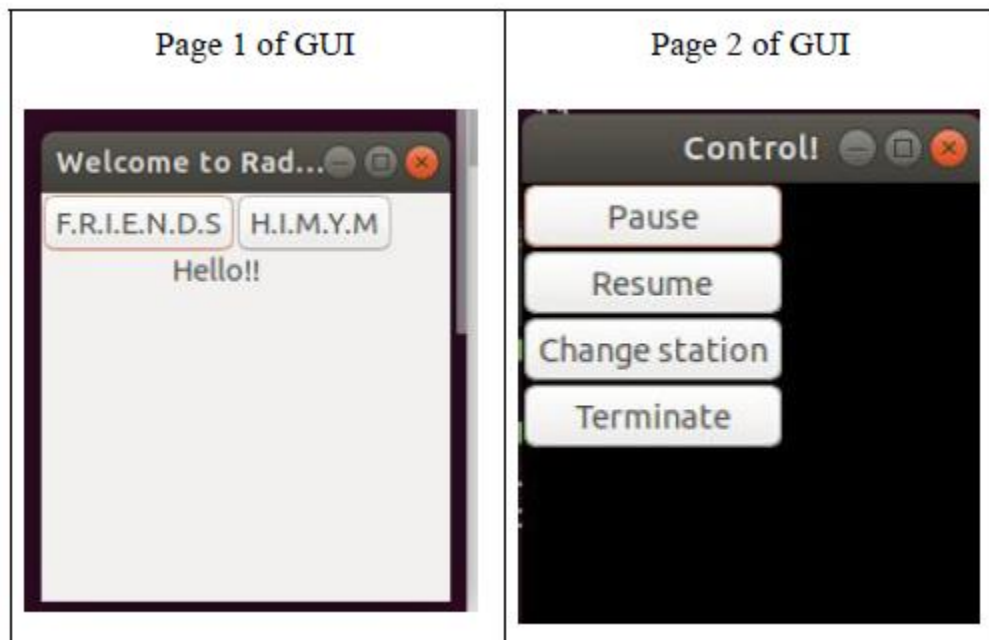 Page 1 of GUI
Welcome to Rad...
F.R.I.E.N.D.S
H.I.M.Y.M
Hello!!
Page 2 of GUI
Control!
Pause
Resume
Change station
Terminate